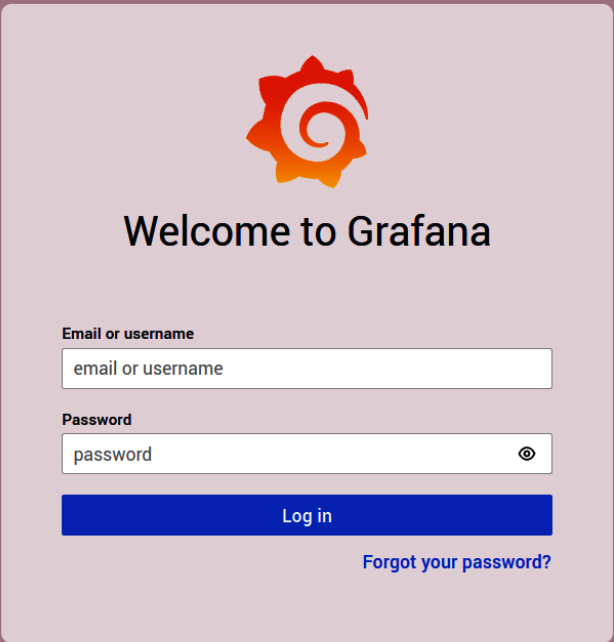 Welcome to Grafana
Email or username
email or username
Password
password
Log in
Forgot your password?